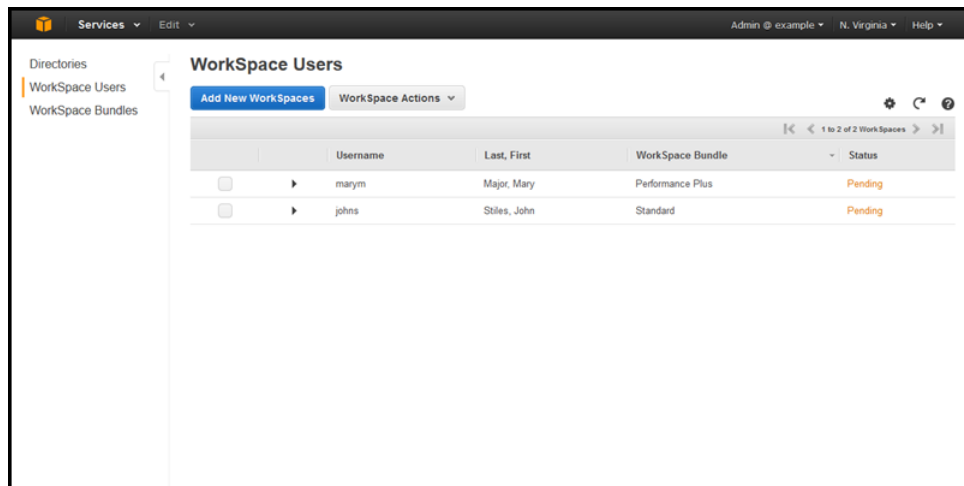 Services Edit Admin @ example N. Virginia Help
Directories
WorkSpace Users
WorkSpace Bundles
WorkSpace Users
Add New WorkSpaces WorkSpace Actions
1 to 2 of 2 WorkSpaces
Username Last, First WorkSpace Bundle Status
marym Major, Mary Performance Plus Pending
johns Stiles, John Standard Pending